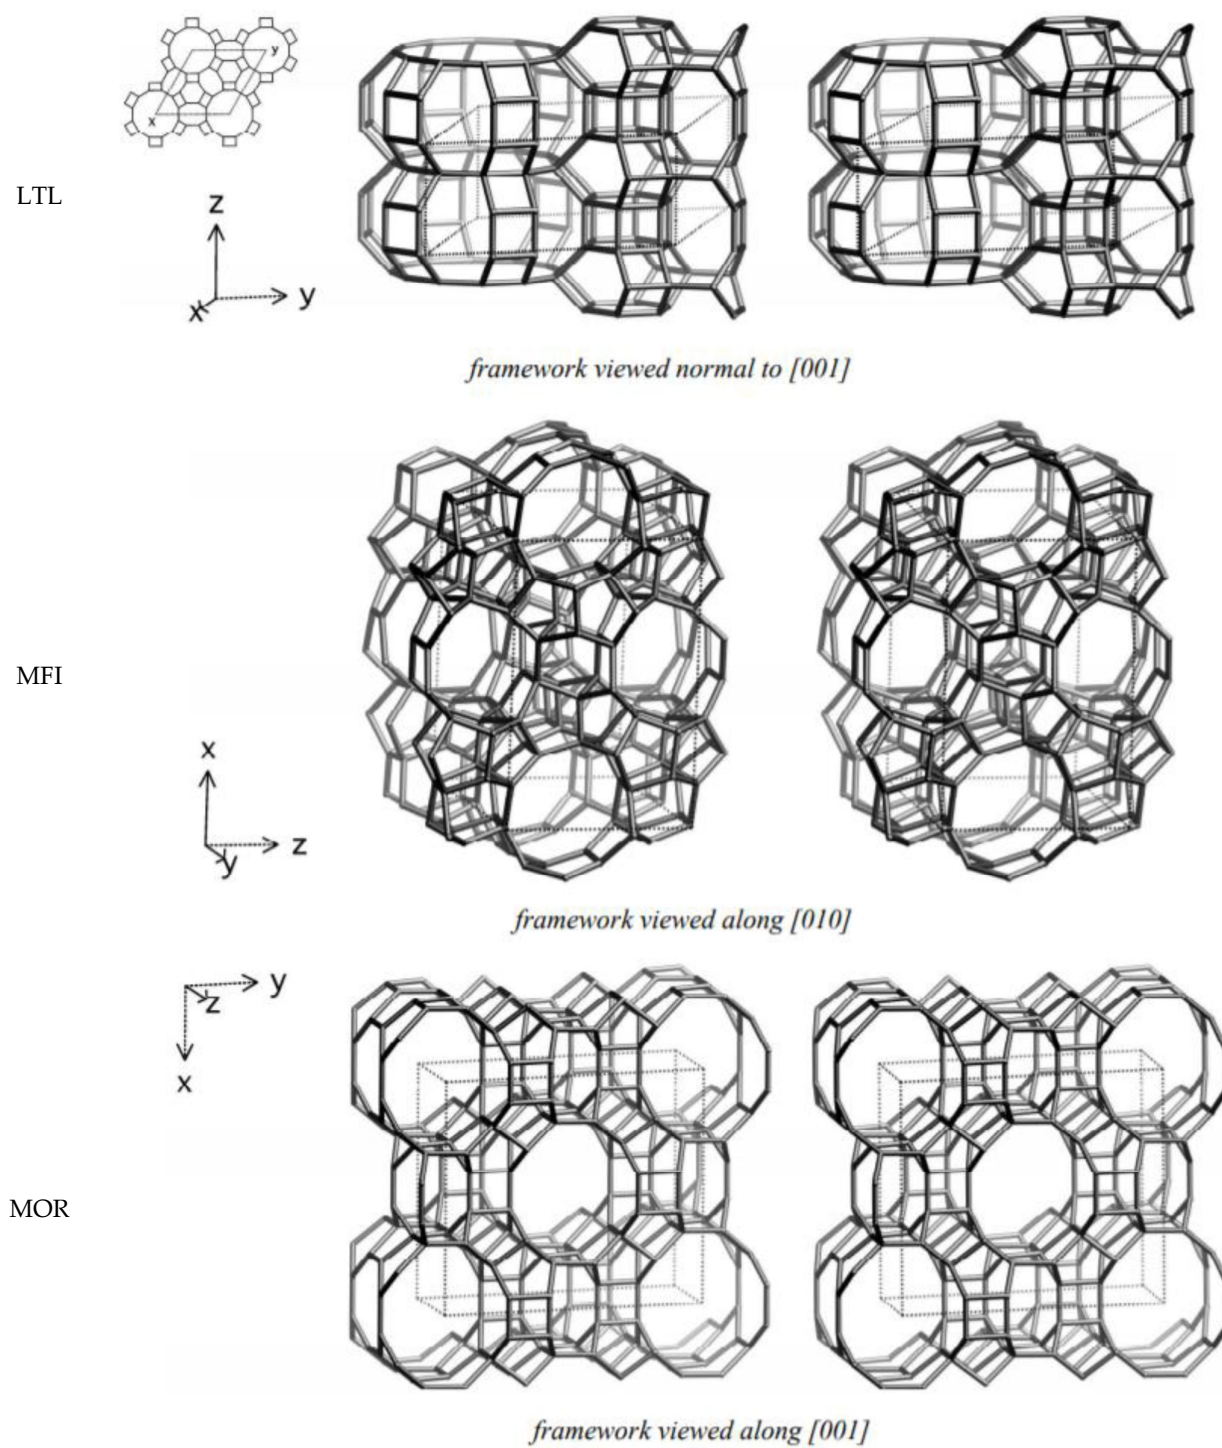 y
x
LTL
z
x
y
framework viewed normal to [001]
MFI
x
y
z
framework viewed along [010]
y
z
x
MOR
framework viewed along [001]